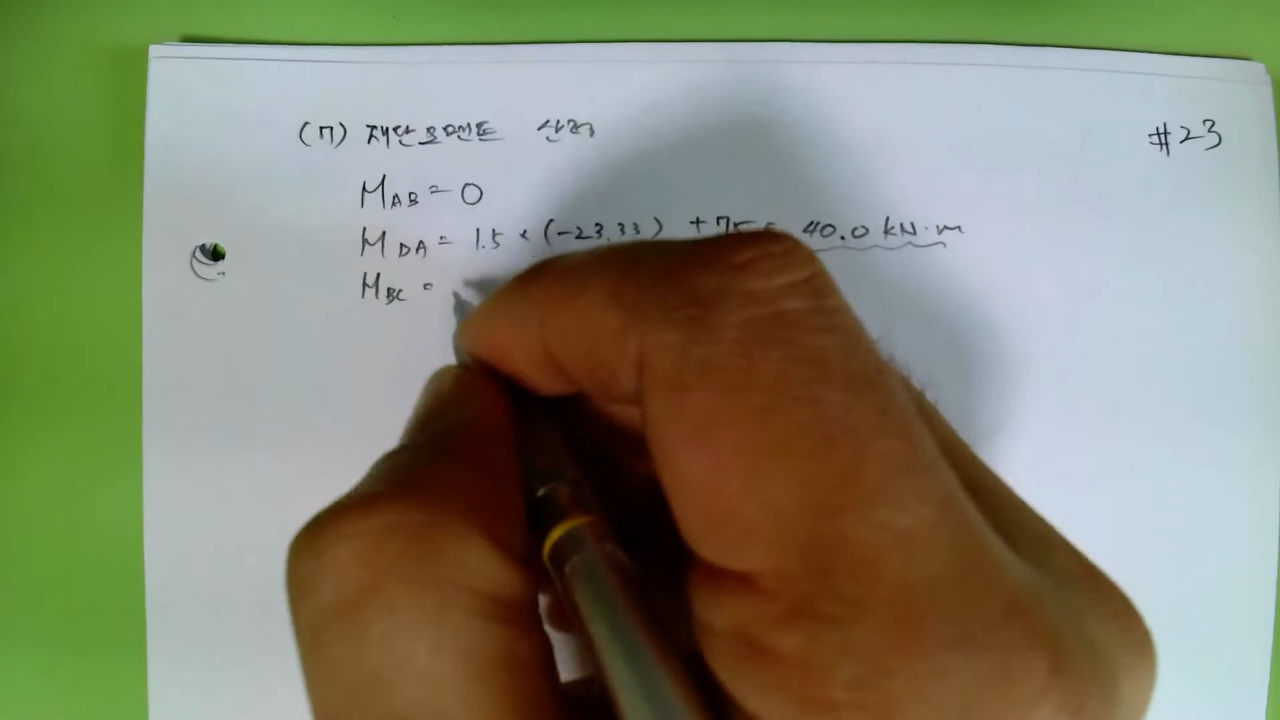 (7) 재단모멘트 산정
#23
M_AB = 0
M_DA = 1.5 × (-23.33) + 75 = 40.0 kN·m
M_BC =